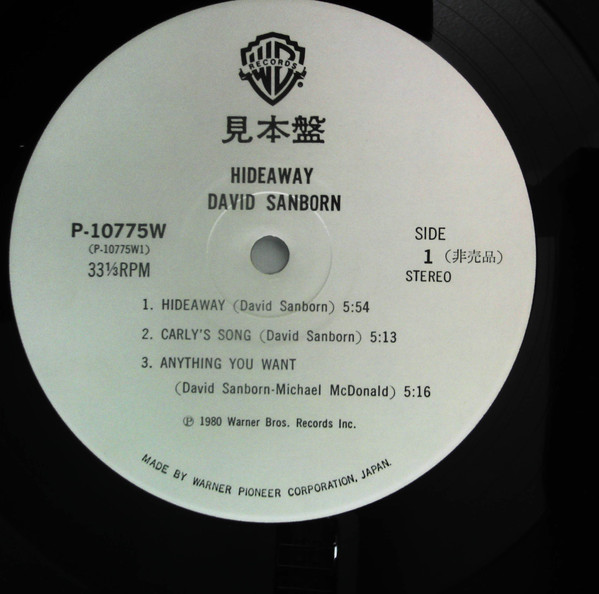 RECORDS
見本盤
HIDEAWAY
DAVID SANBORN
P-10775W
(P-10775W1)
33⅓RPM
SIDE
1 (非売品)
STEREO
1. HIDEAWAY (David Sanborn) 5:54
2. CARLY'S SONG (David Sanborn) 5:13
3. ANYTHING YOU WANT
(David Sanborn-Michael McDonald) 5:16
Ⓟ 1980 Warner Bros. Records Inc.
MADE BY WARNER PIONEER CORPORATION, JAPAN.